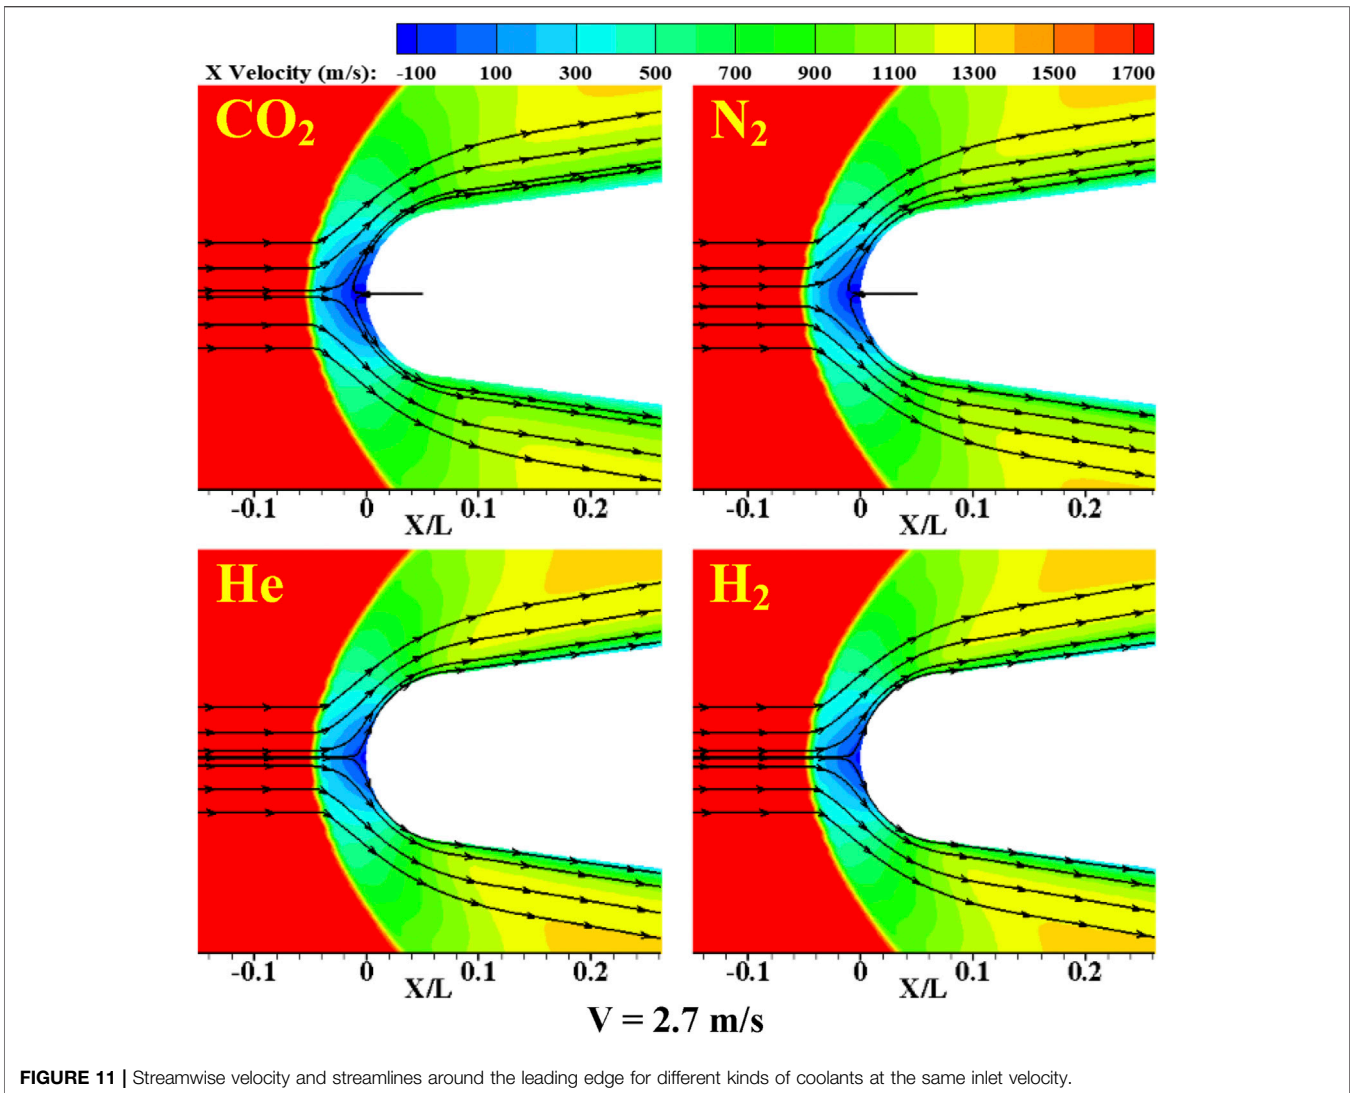 X Velocity (m/s): -100 100 300 500 700 900 1100 1300 1500 1700
CO₂ N₂
-0.1 0 0.1 0.2 -0.1 0 0.1 0.2
X/L X/L
He H₂
-0.1 0 0.1 0.2 -0.1 0 0.1 0.2
X/L X/L
V = 2.7 m/s
FIGURE 11 | Streamwise velocity and streamlines around the leading edge for different kinds of coolants at the same inlet velocity.